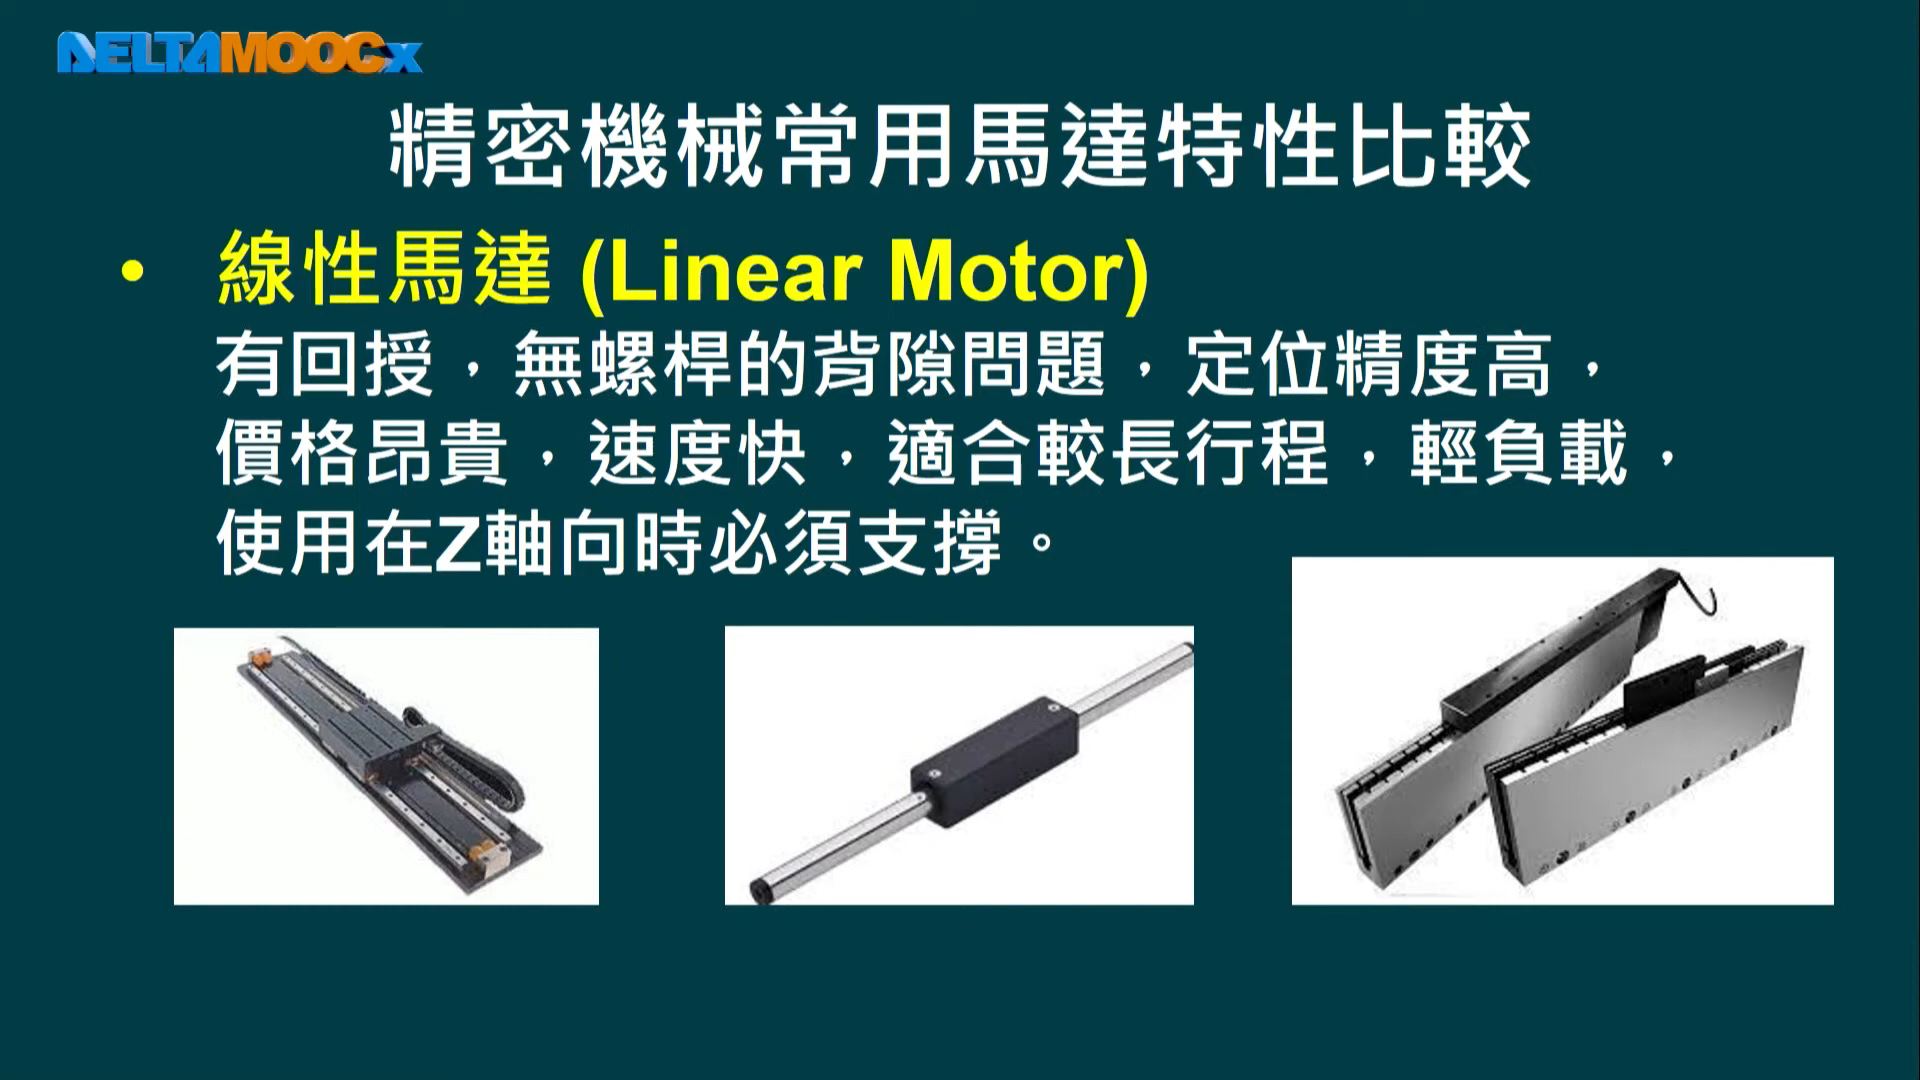 DELTAMOOCx
精密機械常用馬達特性比較
• 線性馬達 (Linear Motor)
有回授，無螺桿的背隙問題，定位精度高，
價格昂貴，速度快，適合較長行程，輕負載，
使用在Z軸向時必須支撐。